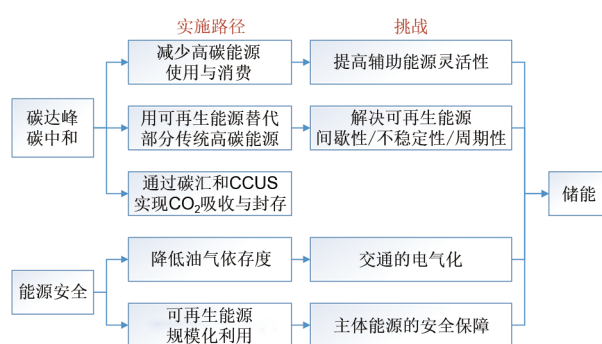 实施路径
挑战
碳达峰
碳中和
减少高碳能源
使用与消费
提高辅助能源灵活性
用可再生能源替代
部分传统高碳能源
解决可再生能源
间歇性/不稳定性/周期性
通过碳汇和CCUS
实现CO₂吸收与封存
储能
能源安全
降低油气依存度
交通的电气化
可再生能源
规模化利用
主体能源的安全保障